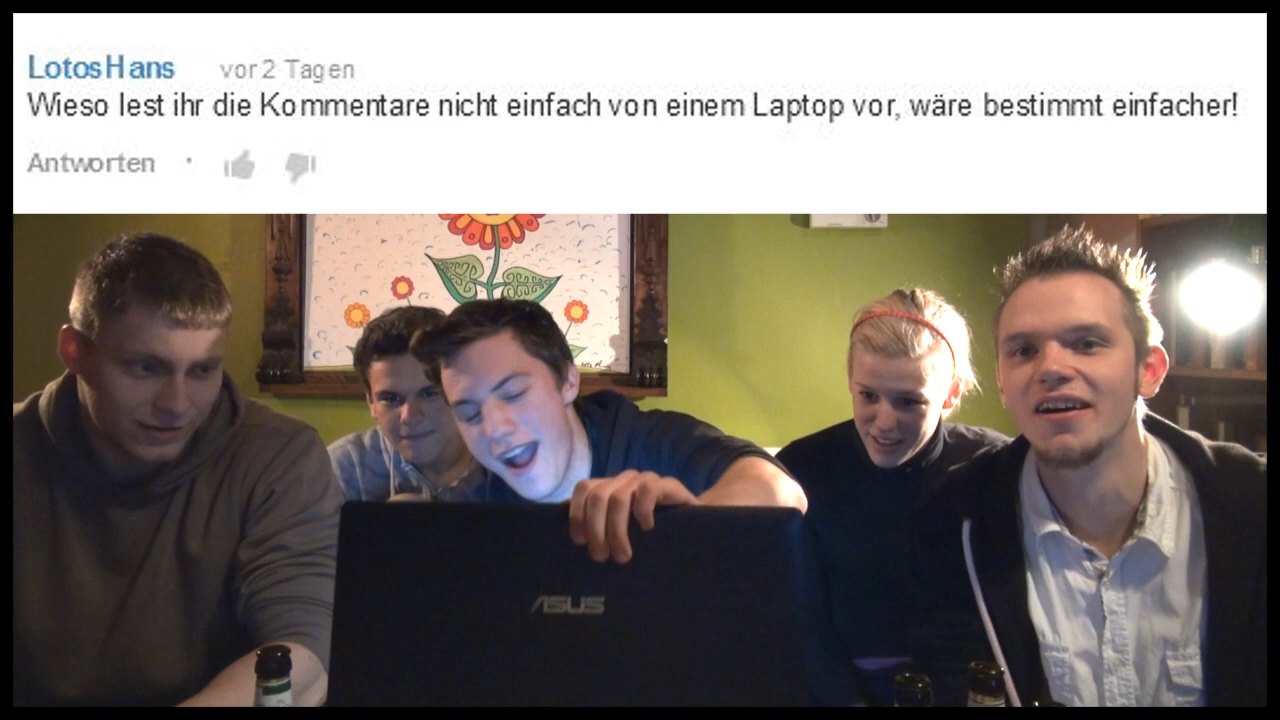 LotosHans vor 2 Tagen
Wieso lest ihr die Kommentare nicht einfach von einem Laptop vor, wäre bestimmt einfacher!
Antworten
ASUS